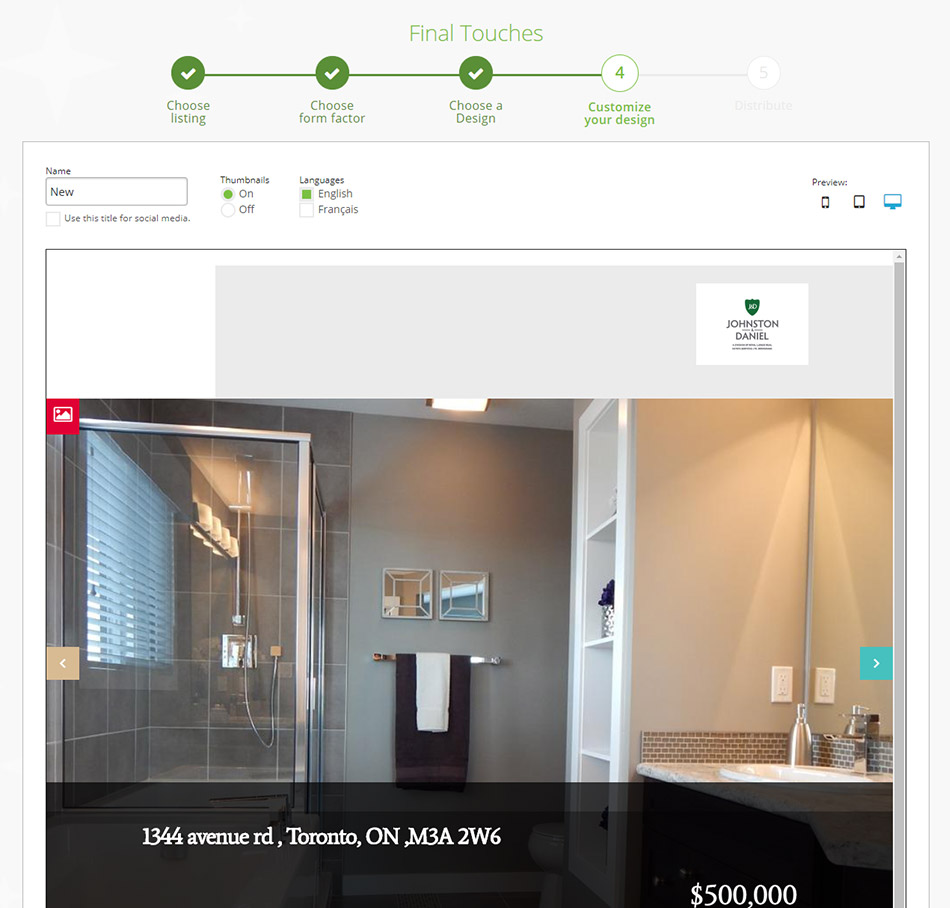 Final Touches
4
5
Choose
listing
Choose
form factor
Choose a
Design
Customize
your design
Distribute
Name
New
Use this title for social media.
Thumbnails
On
Off
Languages
English
Français
Preview:
J&D
JOHNSTON
&
DANIEL
1344 avenue rd , Toronto, ON ,M3A 2W6
$500,000